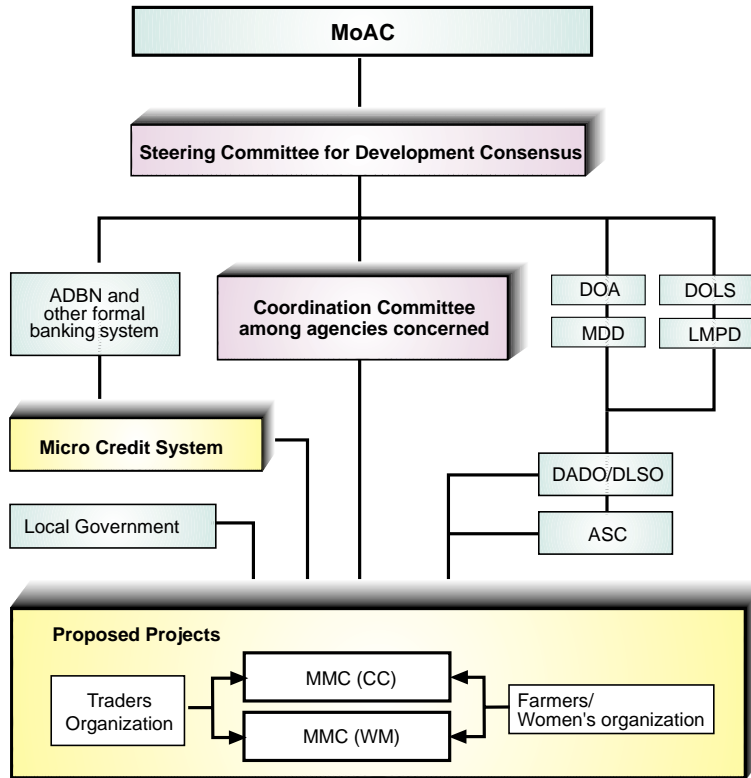 MoAC
Steering Committee for Development Consensus
ADBN and
other formal
banking system
Coordination Committee
among agencies concerned
DOA
DOLS
MDD
LMPD
Micro Credit System
DADO/DLSO
Local Government
ASC
Proposed Projects
Traders
Organization
MMC (CC)
MMC (WM)
Farmers/
Women's organization